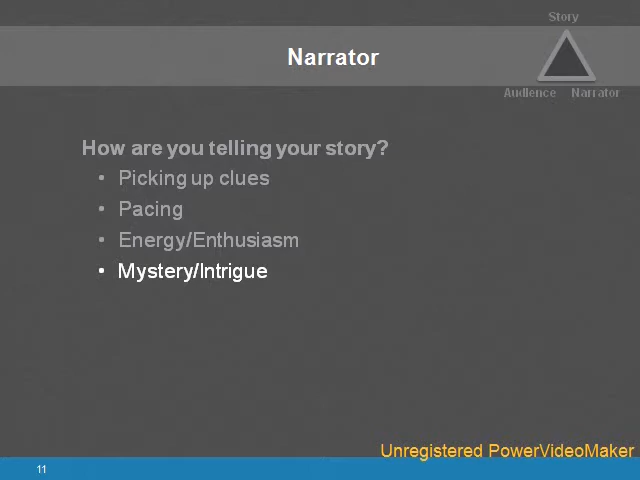 Story
Narrator
Audience Narrator
How are you telling your story?
• Picking up clues
• Pacing
• Energy/Enthusiasm
• Mystery/Intrigue
Unregistered PowerVideoMaker
11